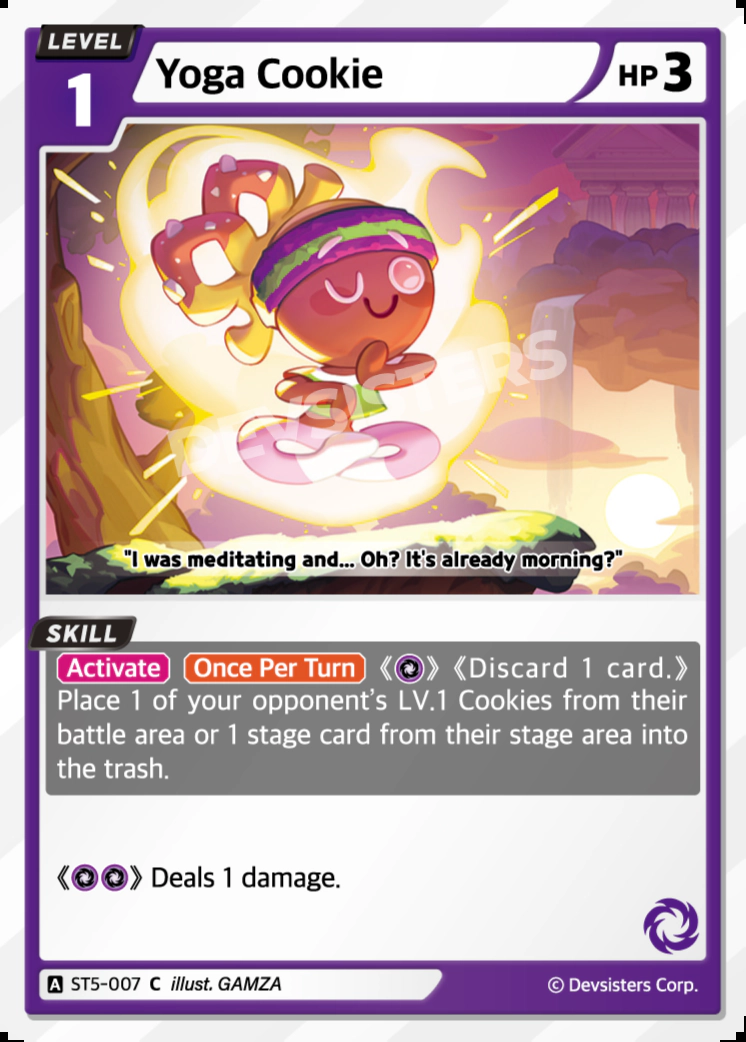 LEVEL
1
Yoga Cookie
HP 3
DEVSISTERS
"I was meditating and... Oh? It's already morning?"
SKILL
Activate Once Per Turn 《》 《Discard 1 card.》
Place 1 of your opponent's LV.1 Cookies from their
battle area or 1 stage card from their stage area into
the trash.
《》 Deals 1 damage.
A ST5-007 C illust. GAMZA
© Devsisters Corp.